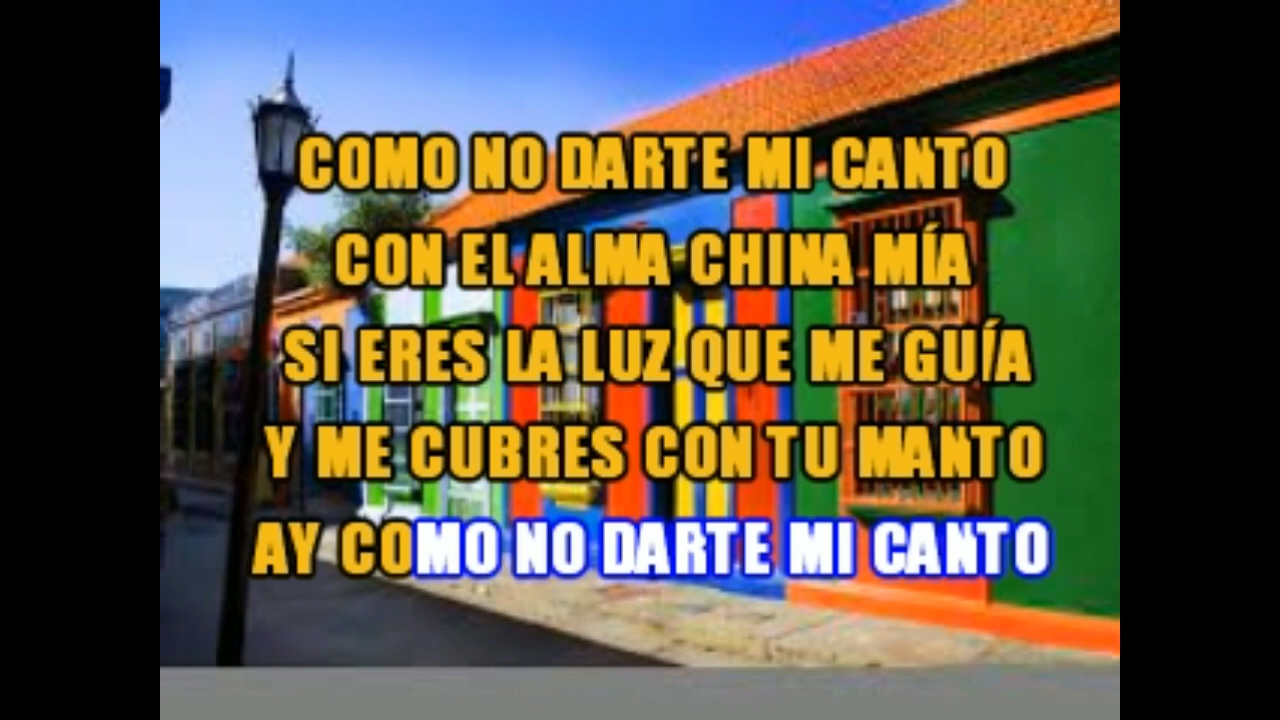 COMO NO DARTE MI CANTO
CON EL ALMA CHINA MÍA
SI ERES LA LUZ QUE ME GUÍA
Y ME CUBRES CON TU MANTO
AY COMO NO DARTE MI CANTO